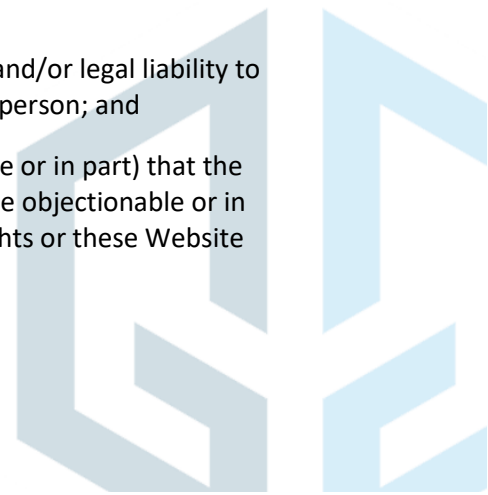 and/or legal liability to
person; and
e or in part) that the
e objectionable or in
hts or these Website